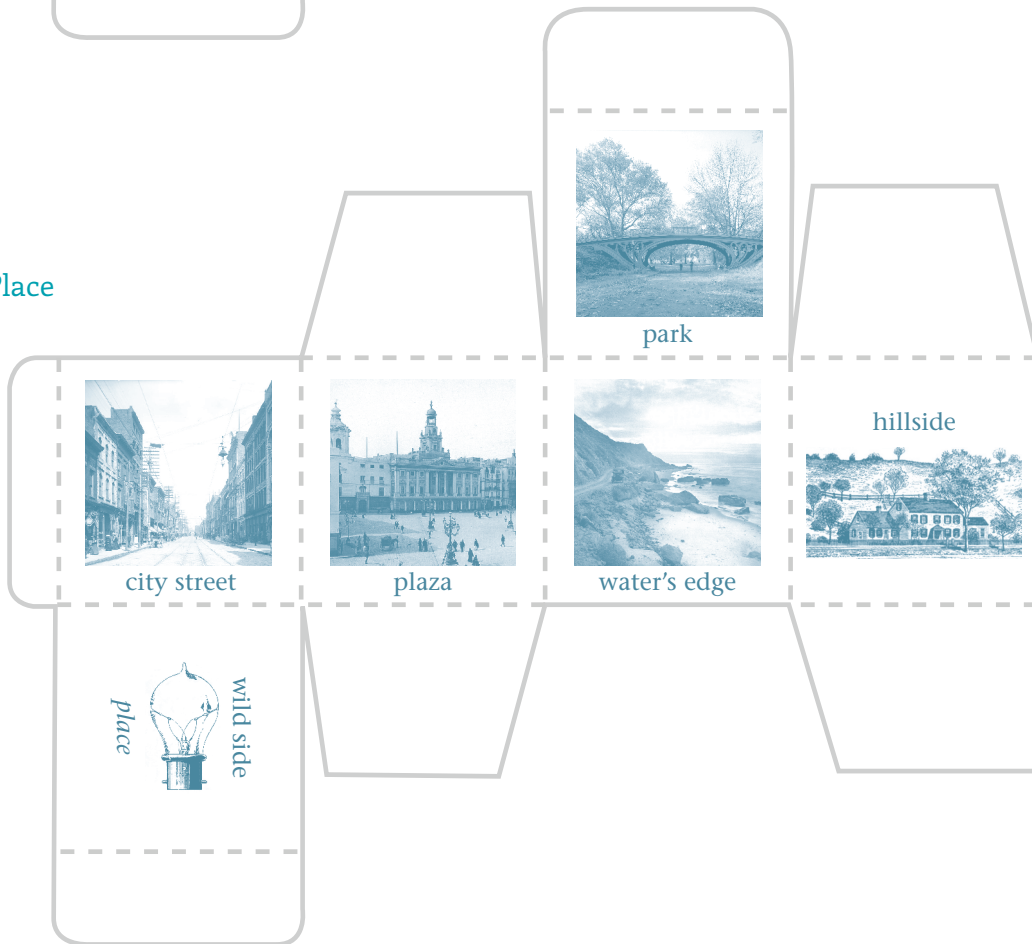 park
Place
hillside
city street
plaza
water's edge
wild side
place